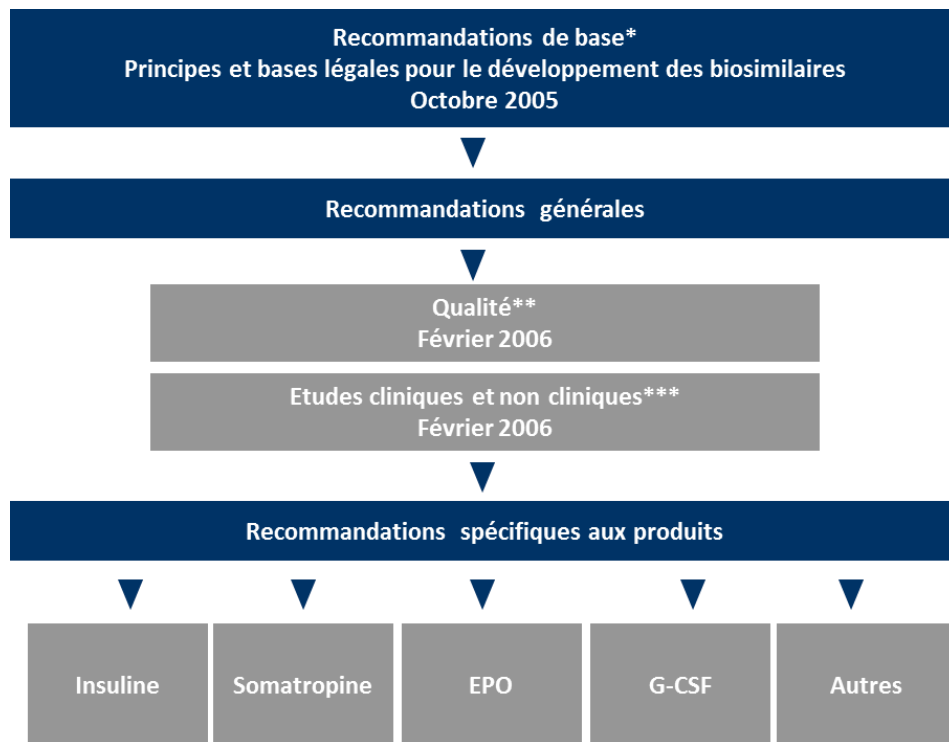 Recommandations de base*
Principes et bases légales pour le développement des biosimilaires
Octobre 2005
Recommandations générales
Qualité**
Février 2006
Etudes cliniques et non cliniques***
Février 2006
Recommandations spécifiques aux produits
Insuline
Somatropine
EPO
G-CSF
Autres